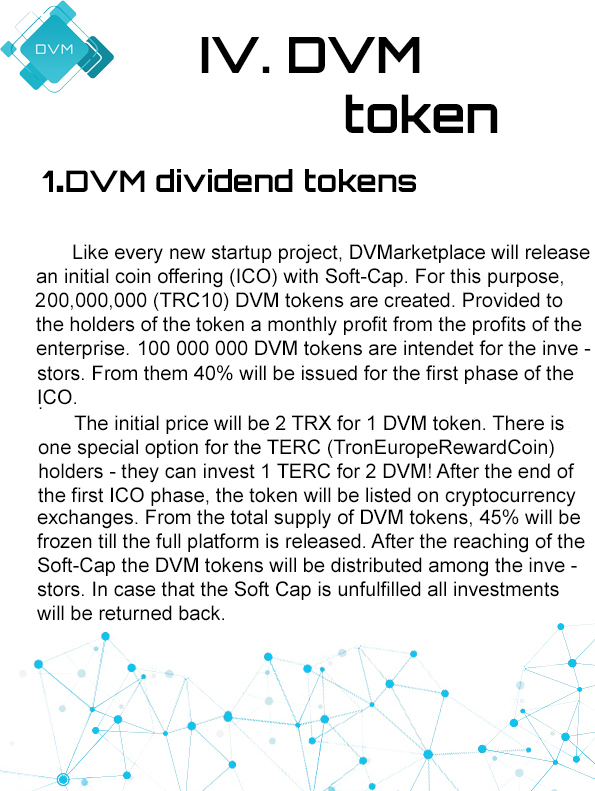 DVM
IV. DVM
token
1.DVM dividend tokens
Like every new startup project, DVMarketplace will release
an initial coin offering (ICO) with Soft-Cap. For this purpose,
200,000,000 (TRC10) DVM tokens are created. Provided to
the holders of the token a monthly profit from the profits of the
enterprise. 100 000 000 DVM tokens are intendet for the inve -
stors. From them 40% will be issued for the first phase of the
ICO.
The initial price will be 2 TRX for 1 DVM token. There is
one special option for the TERC (TronEuropeRewardCoin)
holders - they can invest 1 TERC for 2 DVM! After the end of
the first ICO phase, the token will be listed on cryptocurrency
exchanges. From the total supply of DVM tokens, 45% will be
frozen till the full platform is released. After the reaching of the
Soft-Cap the DVM tokens will be distributed among the inve -
stors. In case that the Soft Cap is unfulfilled all investments
will be returned back.